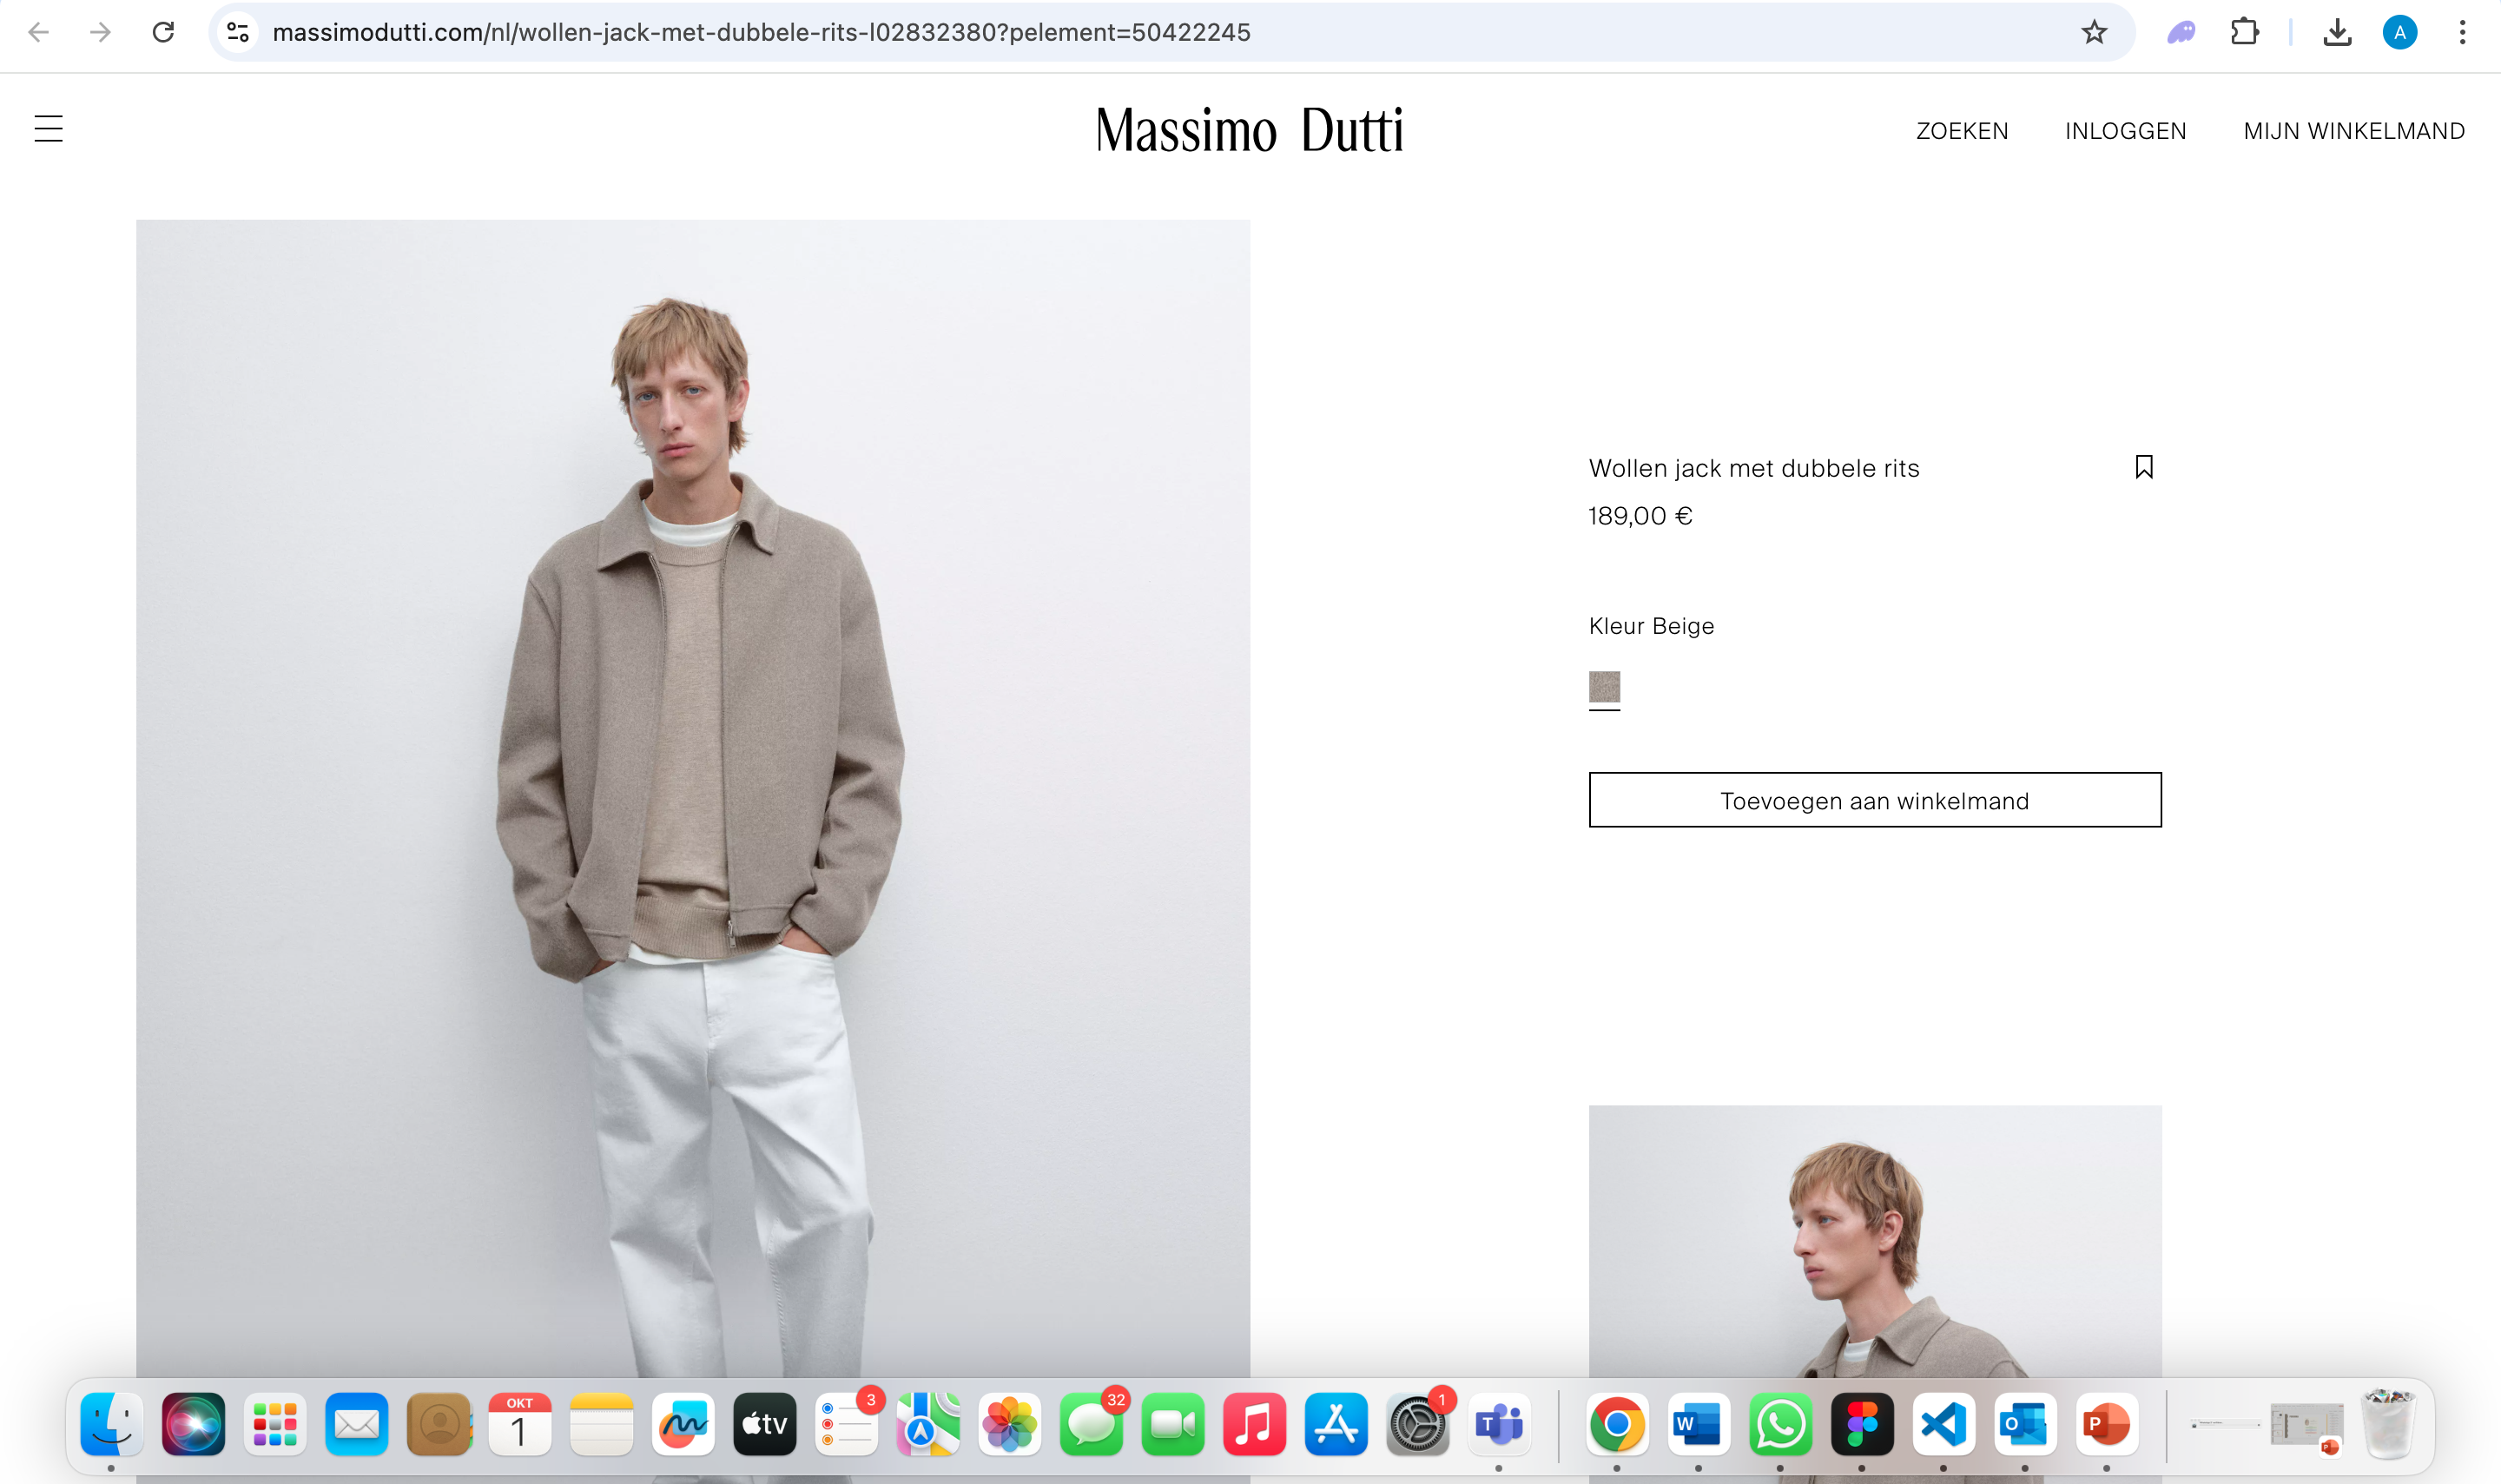 massimodutti.com/nl/wollen-jack-met-dubbele-rits-l02832380?pelement=50422245
A
Massimo Dutti
ZOEKEN
INLOGGEN
MIJN WINKELMAND
Wollen jack met dubbele rits
189,00 €
Kleur Beige
Toevoegen aan winkelmand
OKT
1
tv
3
32
1
T
W
O
P